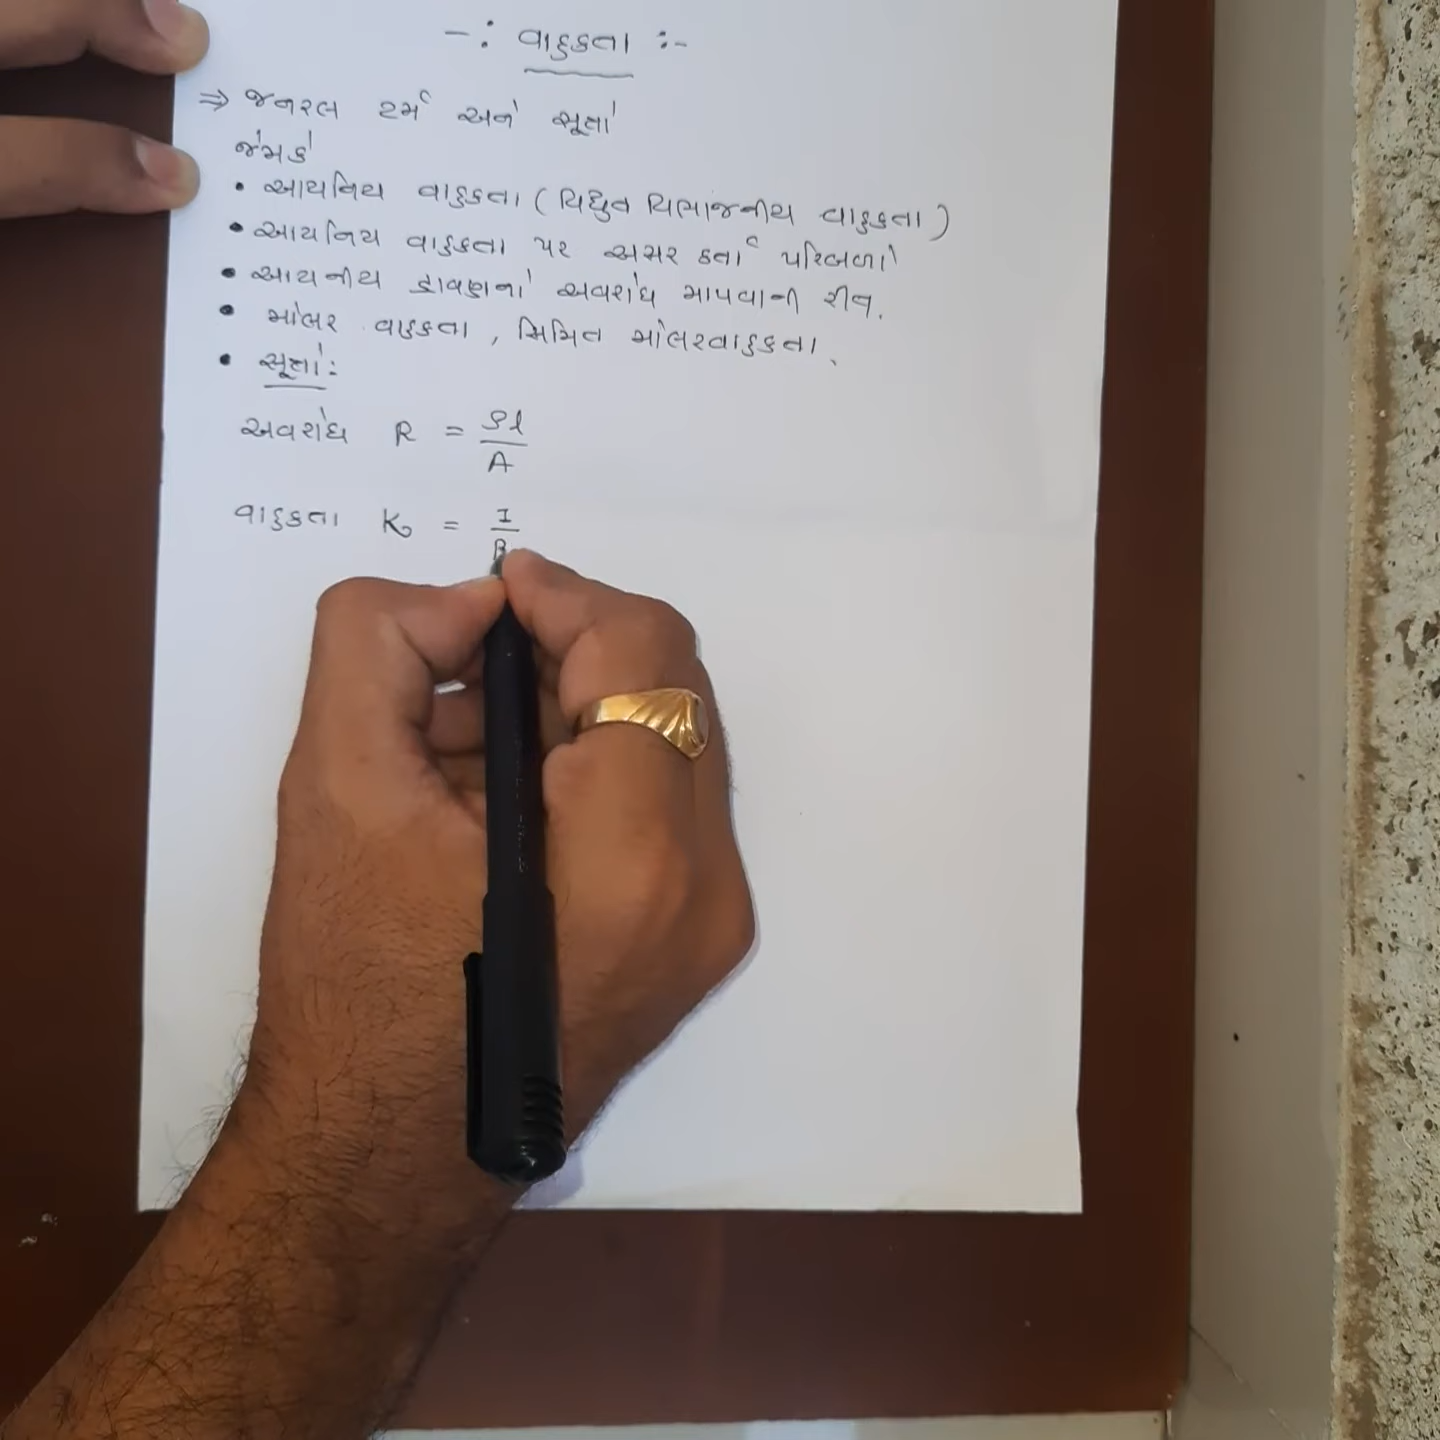 -: વાહકતા :-
⇒ જનરલ ટર્મ અને સૂત્રો
જેમકે
• આયનિય વાહકતા (વિદ્યુત વિભાજનીય વાહકતા)
• આયનિય વાહકતા પર અસર કર્તા પરિબળો
• આયનીય દ્રાવણનો અવરોધ માપવાની રીત.
• મોલર વાહકતા, સિમિત મોલરવાહકતા.
• સૂત્રો:
અવરોધ R = ρl / A
વાહકતા K = 1 /